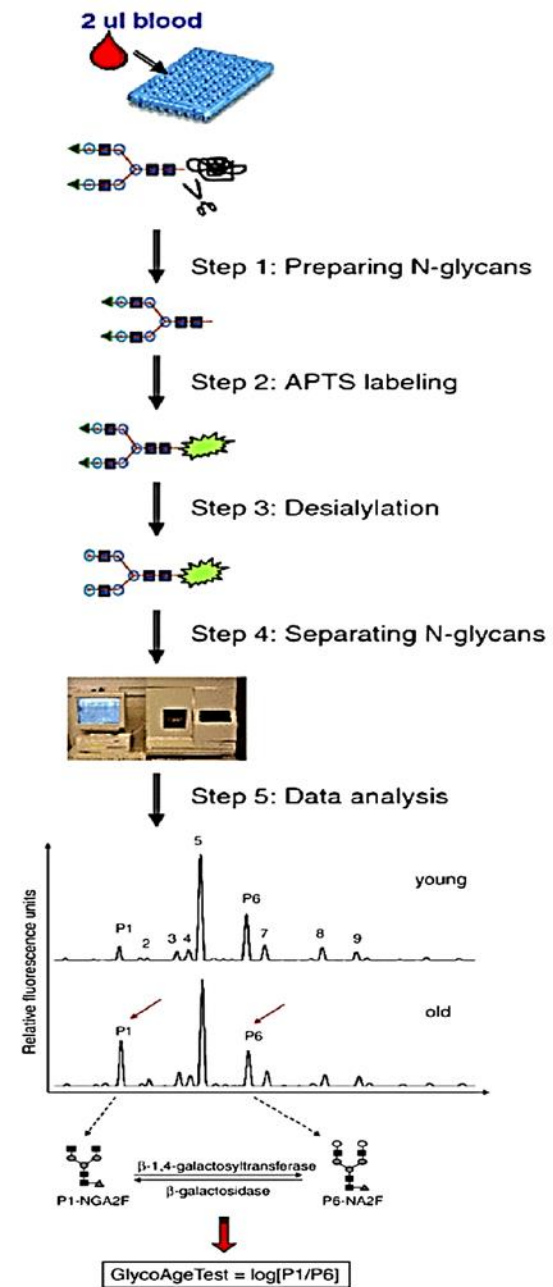 2 ul blood
Step 1: Preparing N-glycans
Step 2: APTS labeling
Step 3: Desialylation
Step 4: Separating N-glycans
Step 5: Data analysis
Relative fluorescence units
young
P1
2
3
4
5
P6
7
8
9
old
P1
P6
β-1,4-galactosyltransferase
β-galactosidase
P1-NGA2F
P6-NA2F
GlycoAgeTest = log[P1/P6]